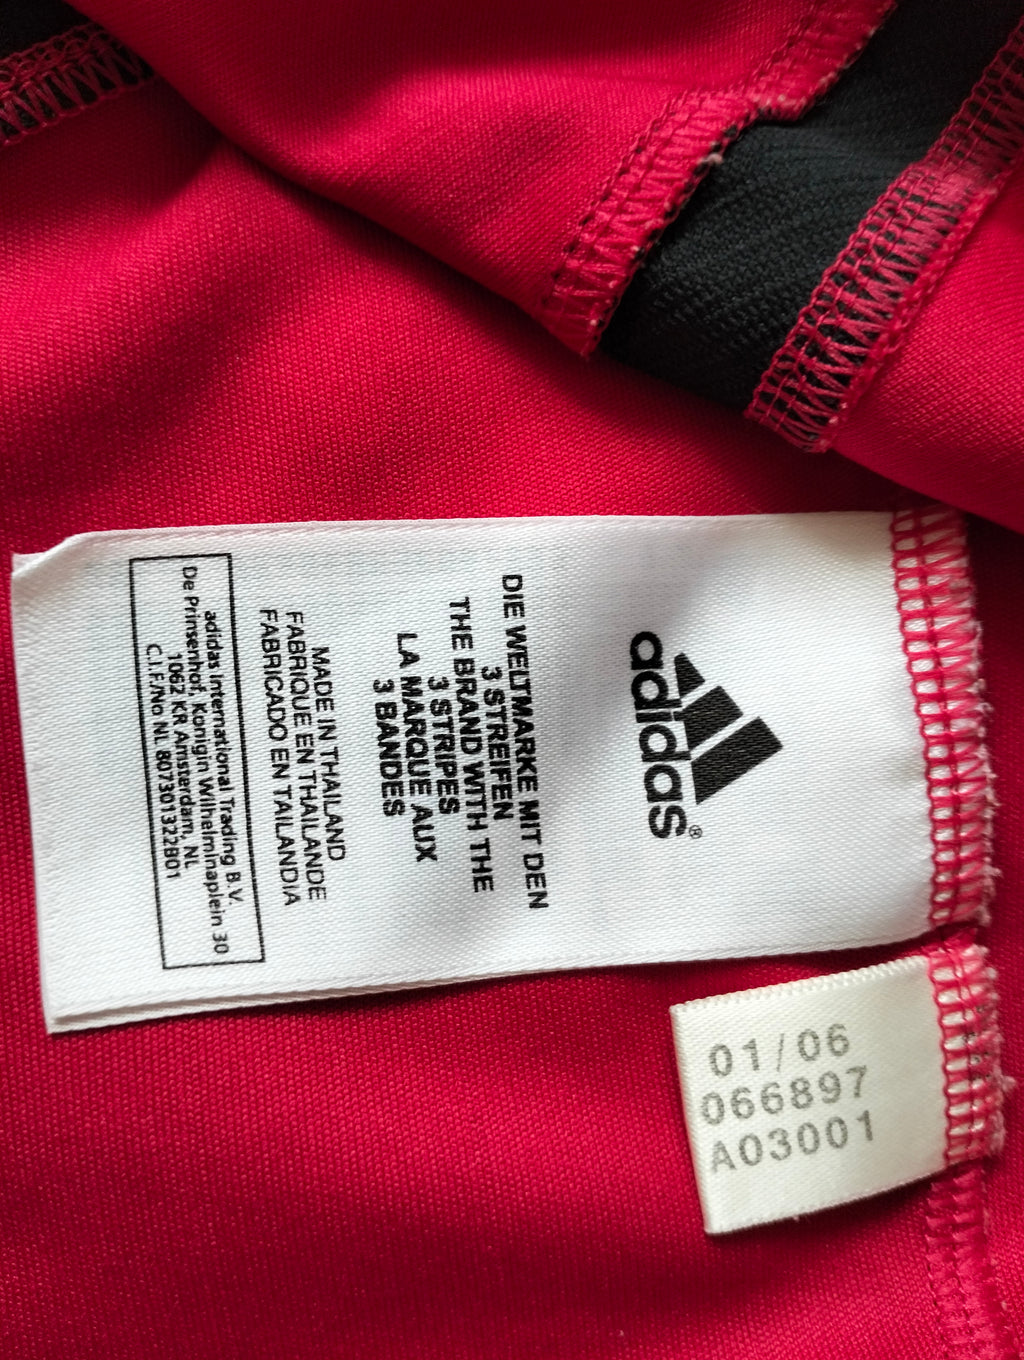 adidas®
DIE WELTMARKE MIT DEN
3 STREIFEN
THE BRAND WITH THE
3 STRIPES
LA MARQUE AUX
3 BANDES
MADE IN THAILAND
FABRIQUE EN THAILANDE
FABRICADO EN TAILANDIA
adidas International Trading B.V.
De Prinsenhof, Konigin Wilhelminaplein 30
1062 KR Amsterdam, NL
C.I.F/No NL 807301322B01
01/06
066897
A03001